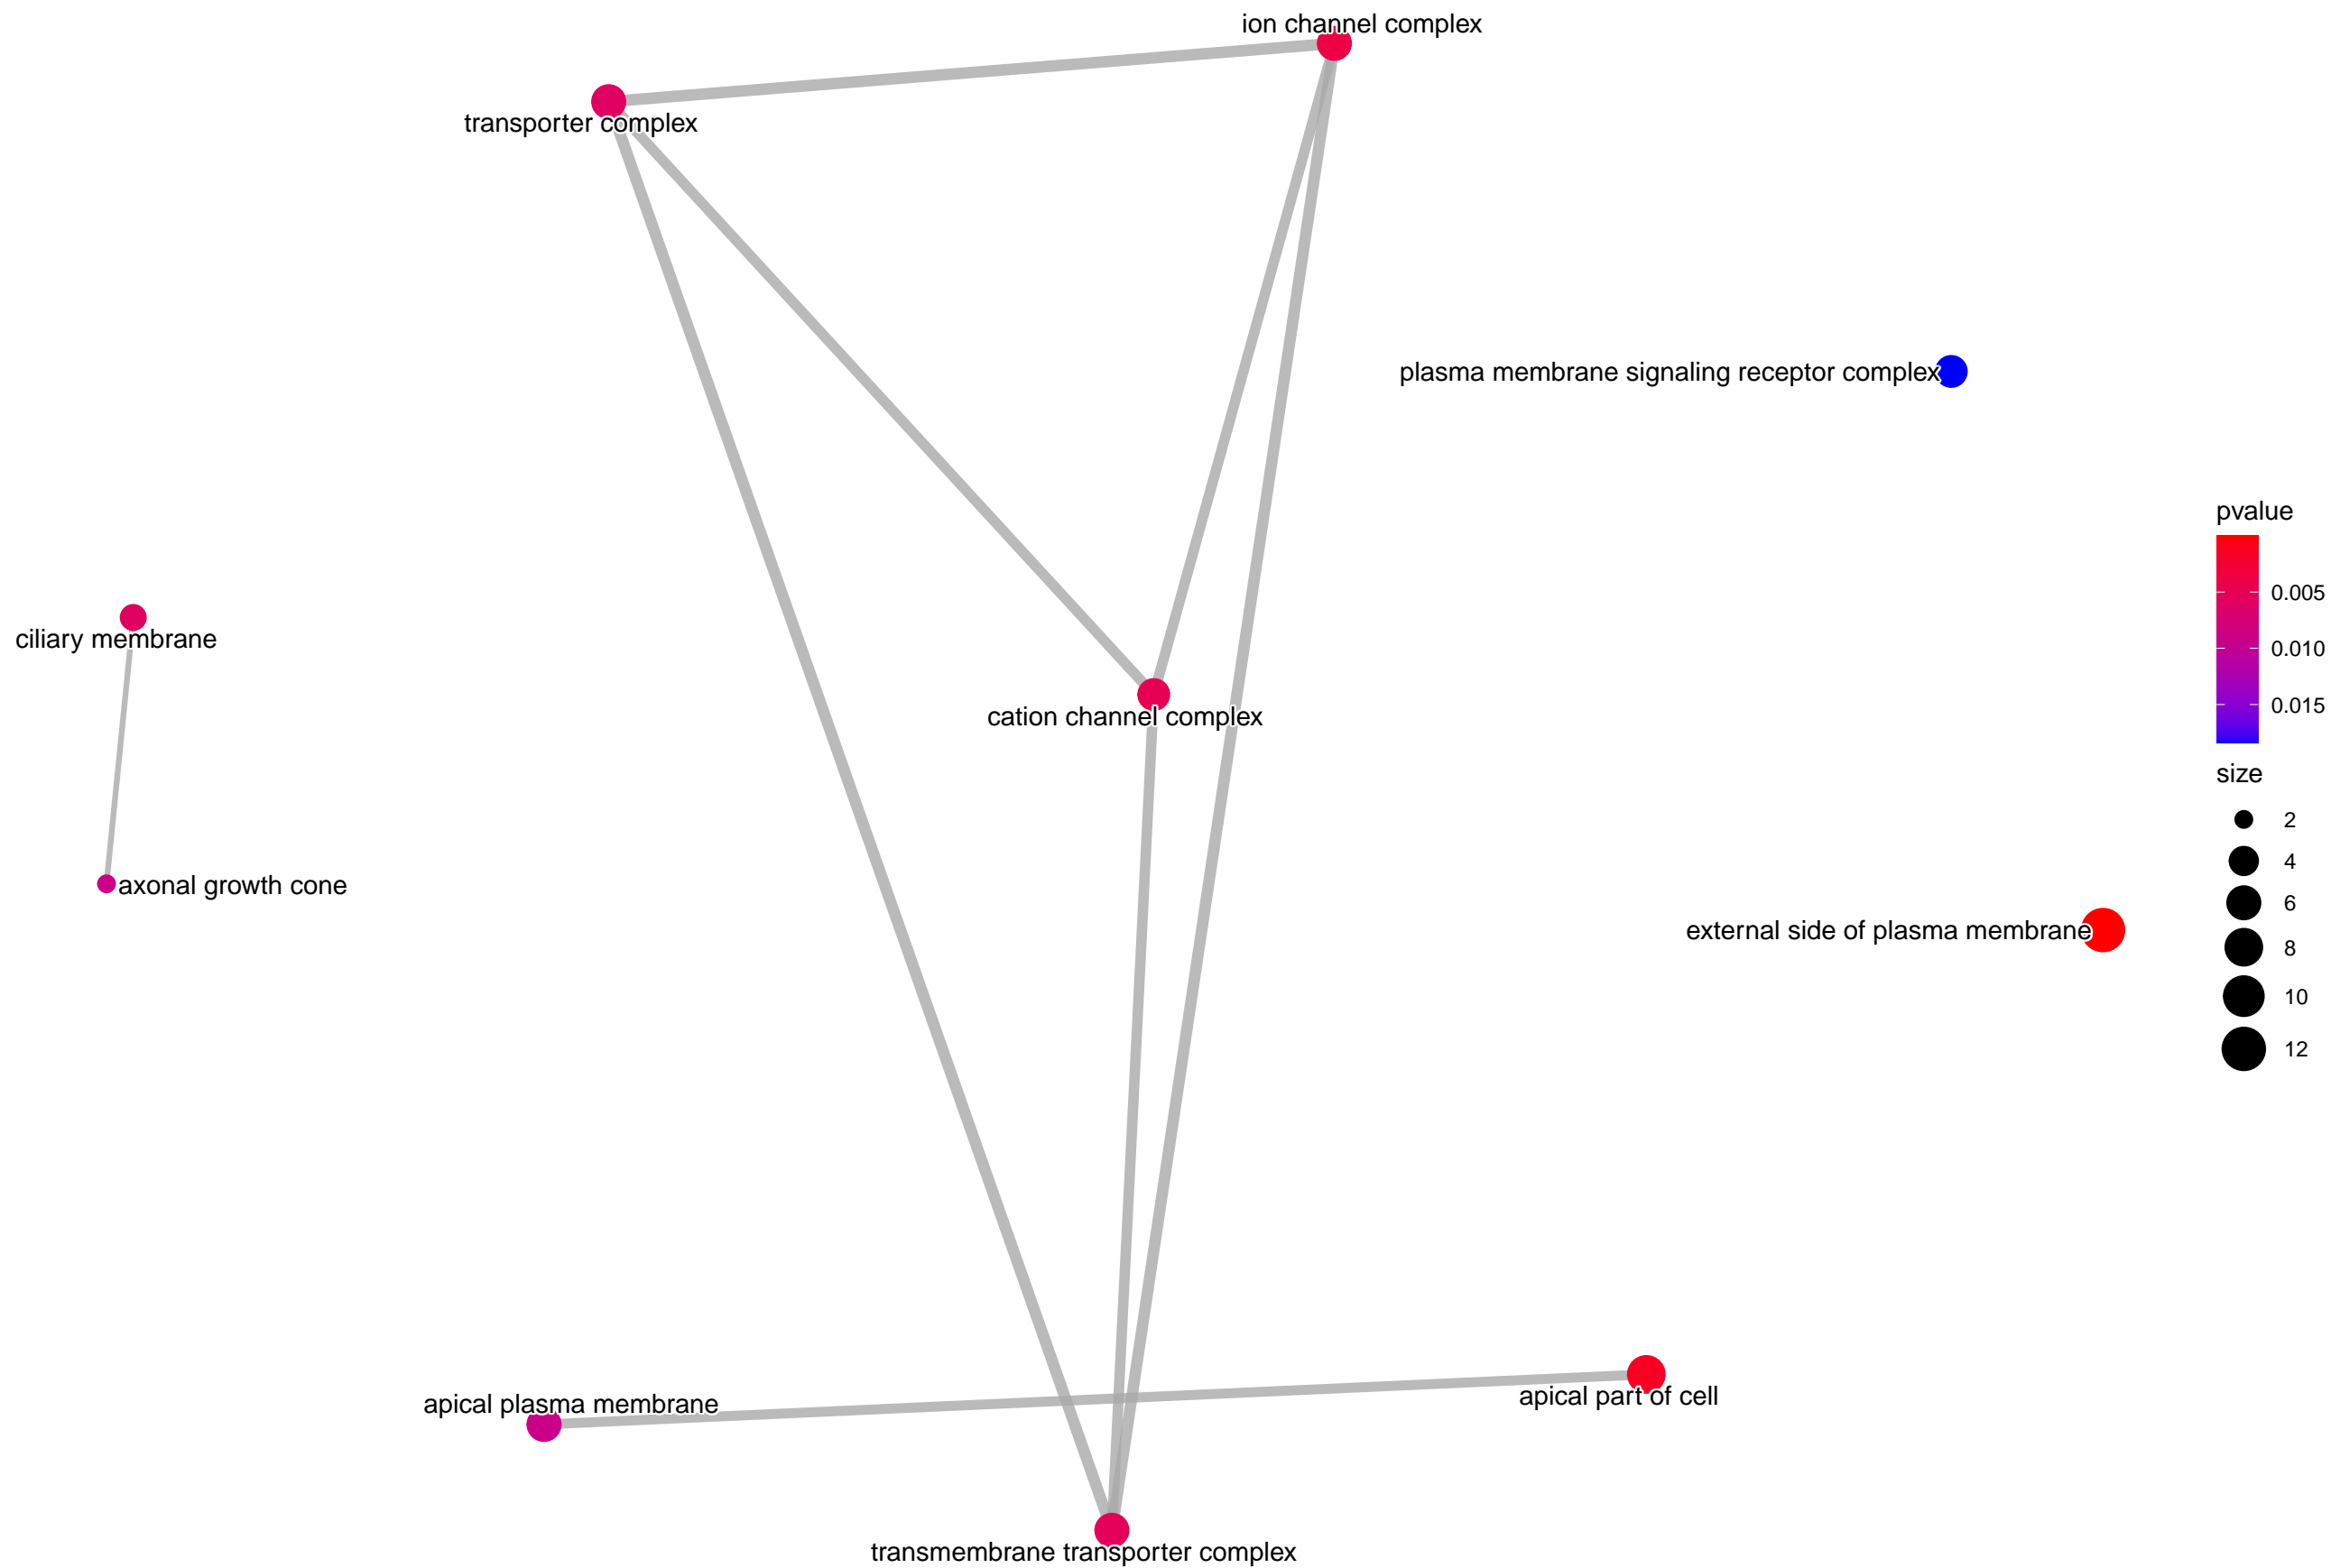 ion channel complex
transporter complex
plasma membrane signaling receptor complex
ciliary membrane
cation channel complex
axonal growth cone
external side of plasma membrane
apical plasma membrane
apical part of cell
transmembrane transporter complex
pvalue
0.005
0.010
0.015
size
2
4
6
8
10
12